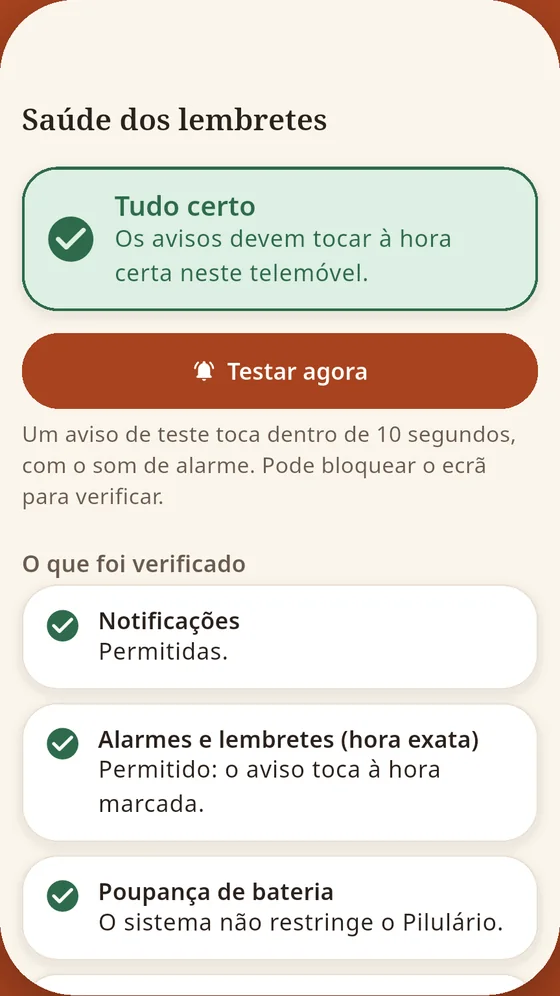 Saúde dos lembretes
Tudo certo
Os avisos devem tocar à hora
certa neste telemóvel.
Testar agora
Um aviso de teste toca dentro de 10 segundos,
com o som de alarme. Pode bloquear o ecrã
para verificar.
O que foi verificado
Notificações
Permitidas.
Alarmes e lembretes (hora exata)
Permitido: o aviso toca à hora
marcada.
Poupança de bateria
O sistema não restringe o Pilulário.